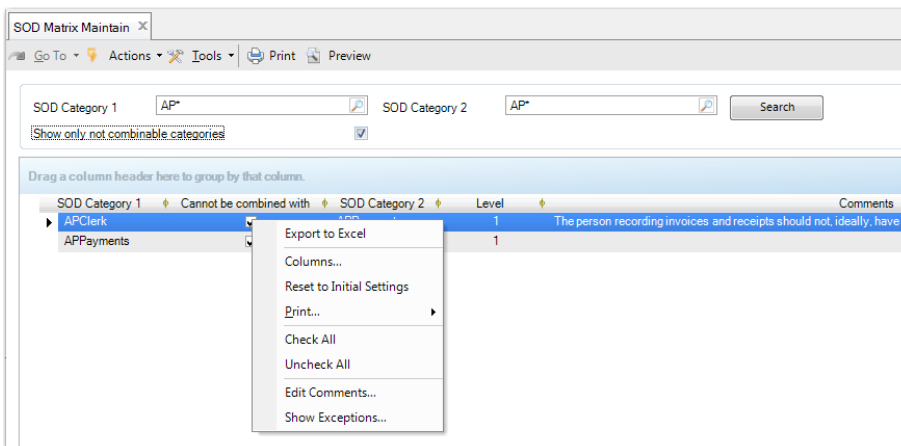 SOD Matrix Maintain
Go To Actions Tools Print Preview
SOD Category 1 AP* SOD Category 2 AP* Search
Show only not combinable categories
Drag a column header here to group by that column.
SOD Category 1 Cannot be combined with SOD Category 2 Level Comments
APClerk 1 The person recording invoices and receipts should not, ideally, have
APPayments 1
Export to Excel
Columns...
Reset to Initial Settings
Print...
Check All
Uncheck All
Edit Comments...
Show Exceptions...